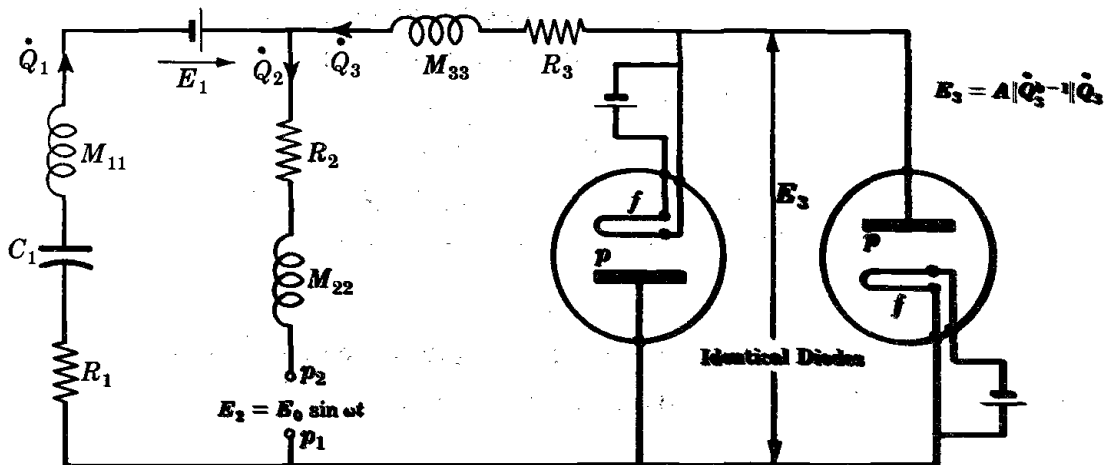 Q̇₁
E₁
Q̇₂
Q̇₃
M₃₃
R₃
E₃ = A|Q̇₃ᵏ⁻¹|Q̇₃
M₁₁
R₂
f
E₃
p
p
C₁
M₂₂
f
R₁
Identical Diodes
p₂
E₂ = E₀ sin ωt
p₁